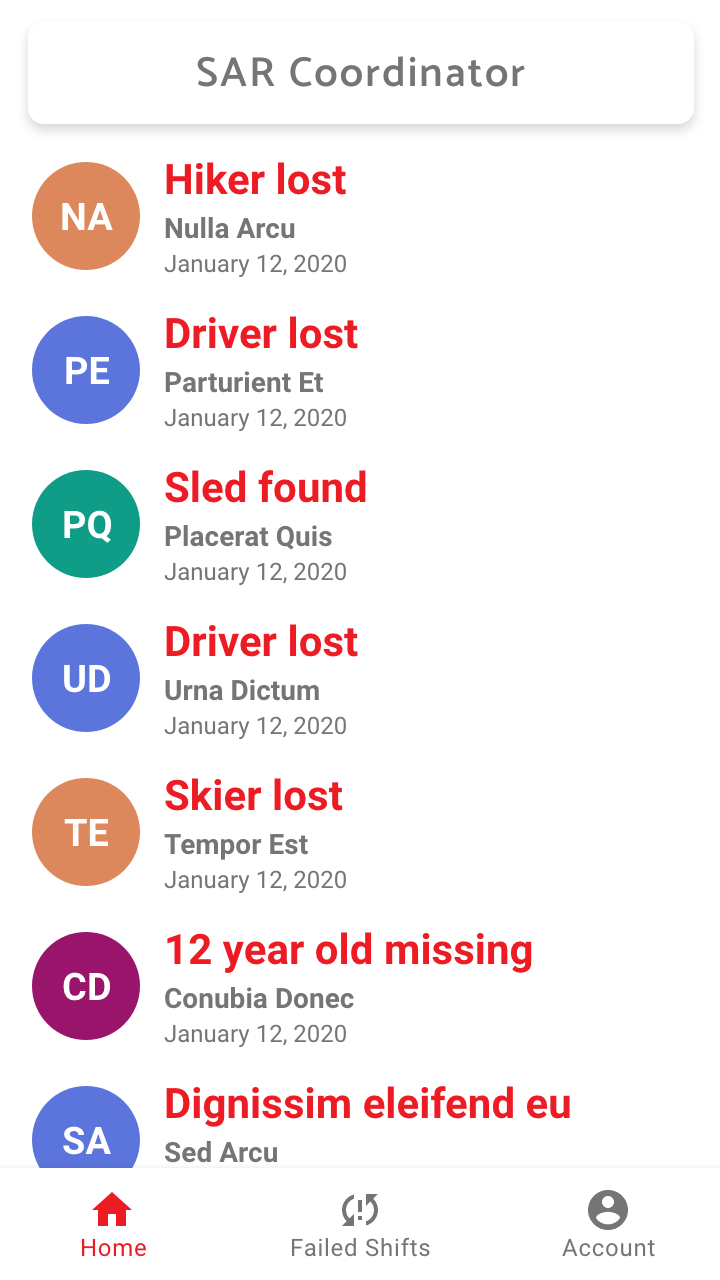 SAR Coordinator
NA
Hiker lost
Nulla Arcu
January 12, 2020
PE
Driver lost
Parturient Et
January 12, 2020
PQ
Sled found
Placerat Quis
January 12, 2020
UD
Driver lost
Urna Dictum
January 12, 2020
TE
Skier lost
Tempor Est
January 12, 2020
CD
12 year old missing
Conubia Donec
January 12, 2020
SA
Dignissim eleifend eu
Sed Arcu
Home
Failed Shifts
Account